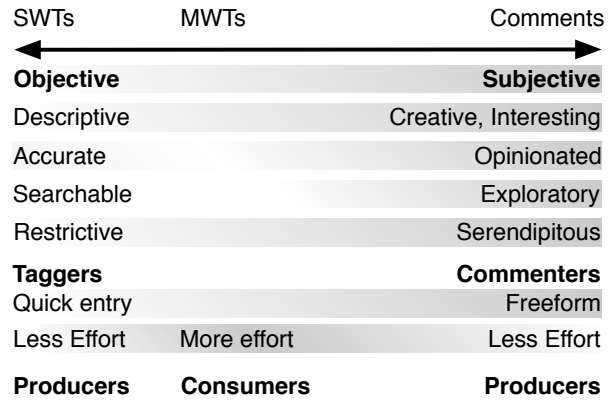 SWTs MWTs Comments
Objective Subjective
Descriptive Creative, Interesting
Accurate Opinionated
Searchable Exploratory
Restrictive Serendipitous
Taggers Commenters
Quick entry Freeform
Less Effort More effort Less Effort
Producers Consumers Producers